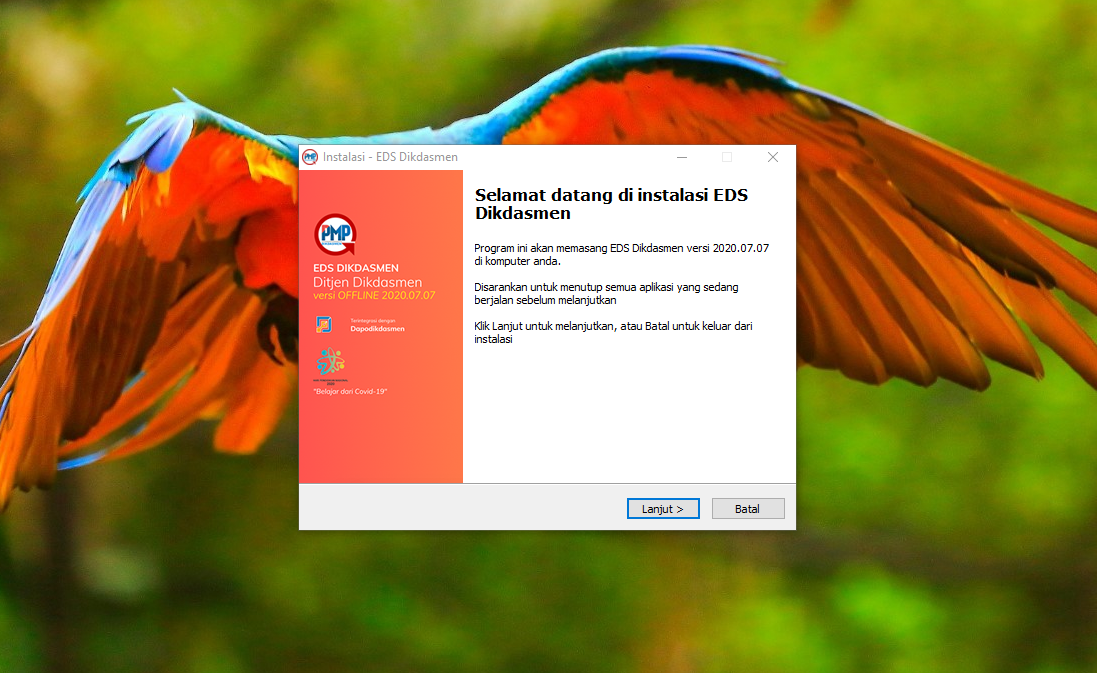 Instalasi - EDS Dikdasmen
PMP
EDS DIKDASMEN
Ditjen Dikdasmen
versi OFFLINE 2020.07.07
Terintegrasi dengan
Dapodikdasmen
2020
"Belajar dari Covid-19"
Selamat datang di instalasi EDS
Dikdasmen
Program ini akan memasang EDS Dikdasmen versi 2020.07.07
di komputer anda.
Disarankan untuk menutup semua aplikasi yang sedang
berjalan sebelum melanjutkan
Klik Lanjut untuk melanjutkan, atau Batal untuk keluar dari
instalasi
Lanjut >
Batal